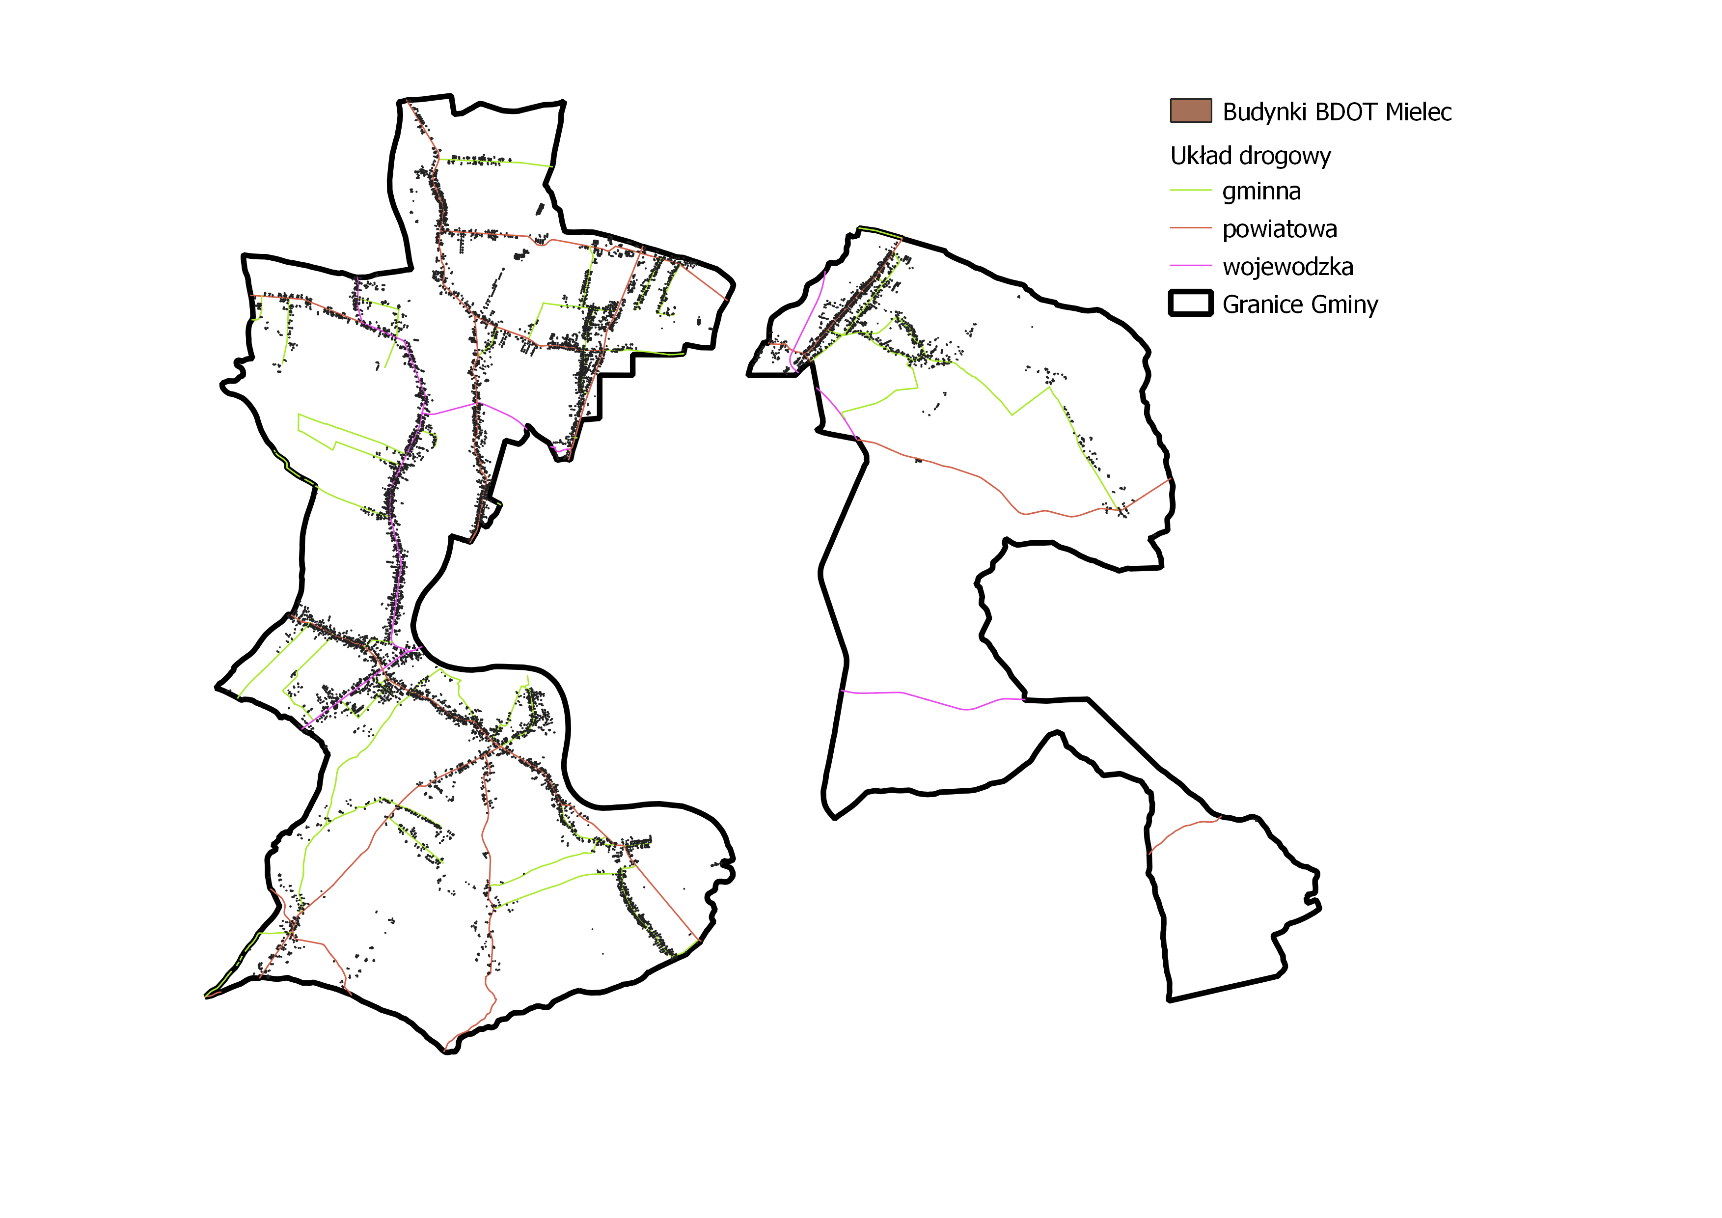 Budynki BDOT Mielec
Układ drogowy
gminna
powiatowa
wojewodzka
Granice Gminy